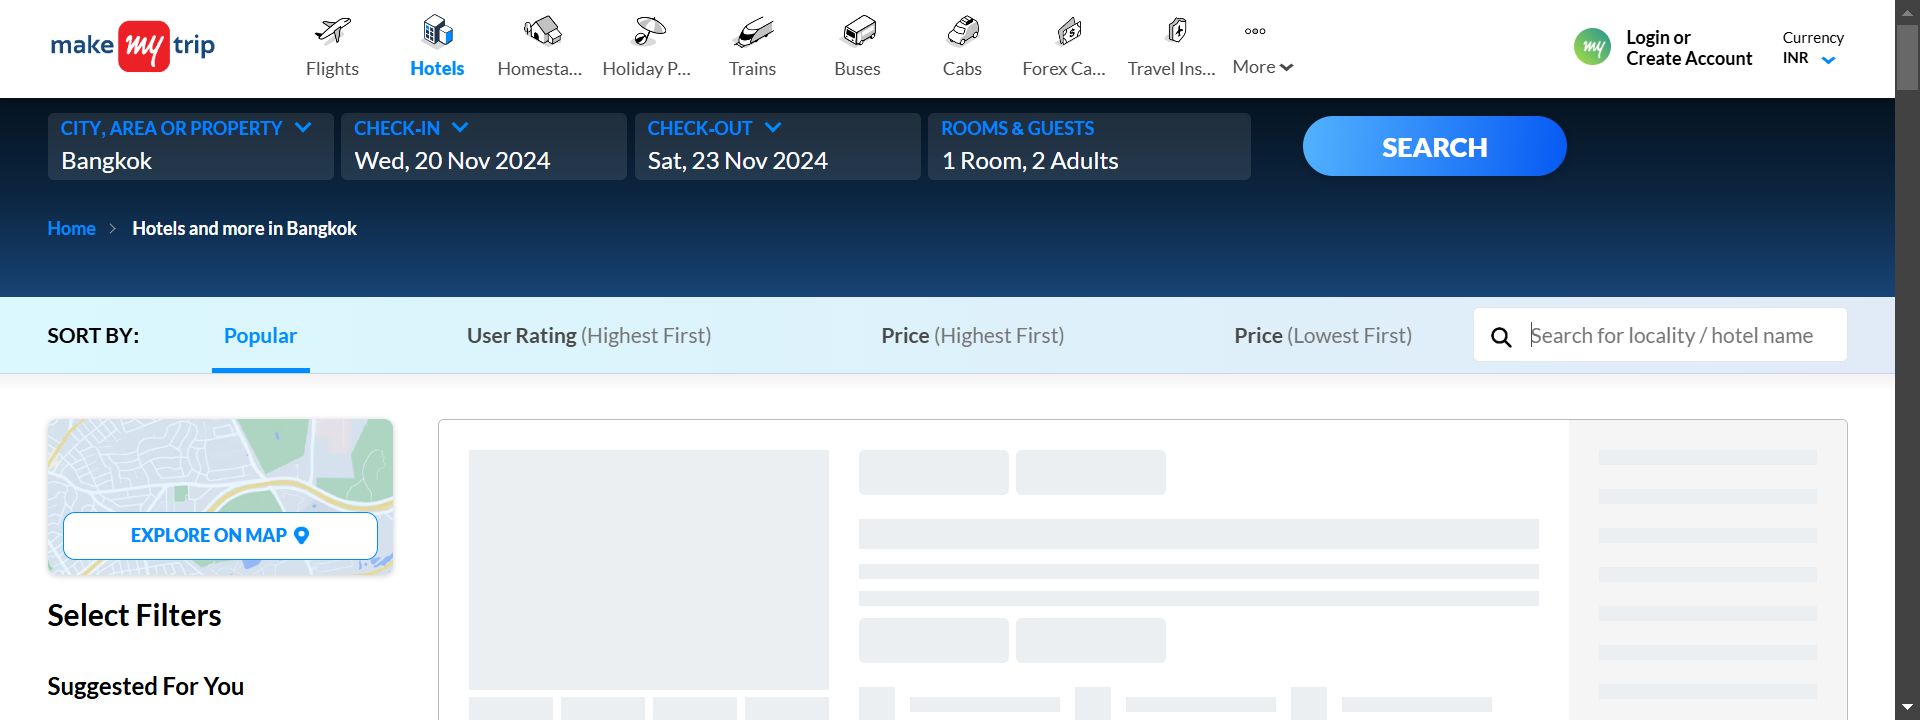 make my trip
Flights
Hotels
Homesta...
Holiday P...
Trains
Buses
Cabs
Forex Ca...
Travel Ins...
More
my
Login or
Create Account
Currency
INR
CITY, AREA OR PROPERTY
Bangkok
CHECK-IN
Wed, 20 Nov 2024
CHECK-OUT
Sat, 23 Nov 2024
ROOMS & GUESTS
1 Room, 2 Adults
SEARCH
Home > Hotels and more in Bangkok
SORT BY:
Popular
User Rating (Highest First)
Price (Highest First)
Price (Lowest First)
Search for locality / hotel name
EXPLORE ON MAP
Select Filters
Suggested For You